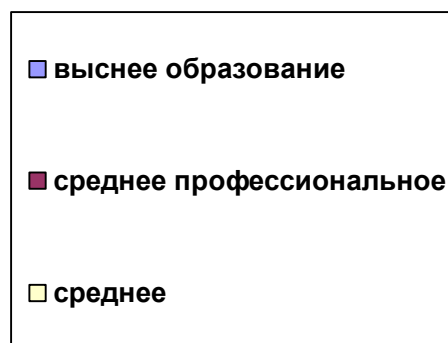 выснее образование
среднее профессиональное
среднее